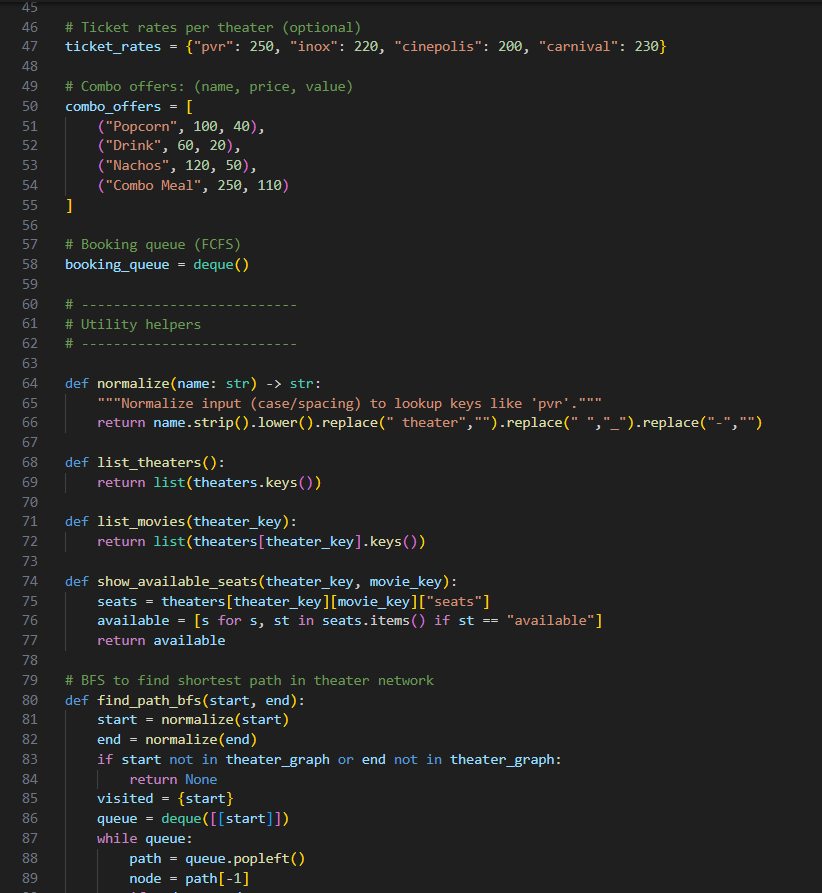 45
46 # Ticket rates per theater (optional)
47 ticket_rates = {"pvr": 250, "inox": 220, "cinepolis": 200, "carnival": 230}
48
49 # Combo offers: (name, price, value)
50 combo_offers = [
51     ("Popcorn", 100, 40),
52     ("Drink", 60, 20),
53     ("Nachos", 120, 50),
54     ("Combo Meal", 250, 110)
55 ]
56
57 # Booking queue (FCFS)
58 booking_queue = deque()
59
60 # ---------------------------
61 # Utility helpers
62 # ---------------------------
63
64 def normalize(name: str) -> str:
65     """Normalize input (case/spacing) to lookup keys like 'pvr'."""
66     return name.strip().lower().replace(" theater","").replace(" ","_").replace("-","")
67
68 def list_theaters():
69     return list(theaters.keys())
70
71 def list_movies(theater_key):
72     return list(theaters[theater_key].keys())
73
74 def show_available_seats(theater_key, movie_key):
75     seats = theaters[theater_key][movie_key]["seats"]
76     available = [s for s, st in seats.items() if st == "available"]
77     return available
78
79 # BFS to find shortest path in theater network
80 def find_path_bfs(start, end):
81     start = normalize(start)
82     end = normalize(end)
83     if start not in theater_graph or end not in theater_graph:
84         return None
85     visited = {start}
86     queue = deque([[start]])
87     while queue:
88         path = queue.popleft()
89         node = path[-1]